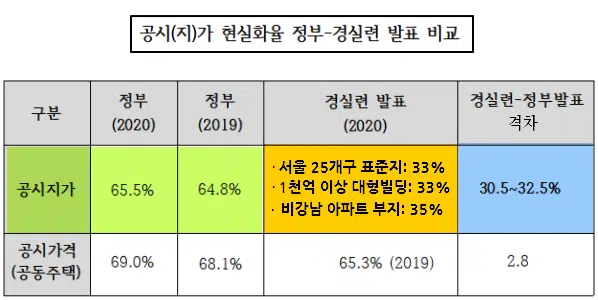 공시(지)가 현실화율 정부-경실련 발표 비교
구분
정부
(2020)
정부
(2019)
경실련 발표
(2020)
경실련-정부발표
격차
공시지가
65.5%
64.8%
· 서울 25개구 표준지: 33%
· 1천억 이상 대형빌딩: 33%
· 비강남 아파트 부지: 35%
30.5~32.5%
공시가격
(공동주택)
69.0%
68.1%
65.3% (2019)
2.8